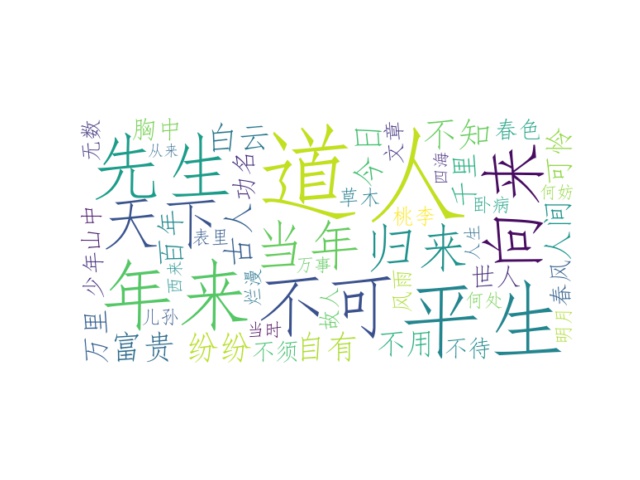 道人
先生
向来
天下
年来
不可
平生
当年
归来
胸中
白云
今日
文章
不知
春色
无数
从来
功名
草木
桃李
四海
千里
卧病
可怜
何妨
人间
少年
山中
百年
西来
表里
古人
烂漫
万事
人生
世人
春风
万里
儿孙
富贵
纷纷
当时
不须
故人
自有
风雨
何处
不用
不待
明月